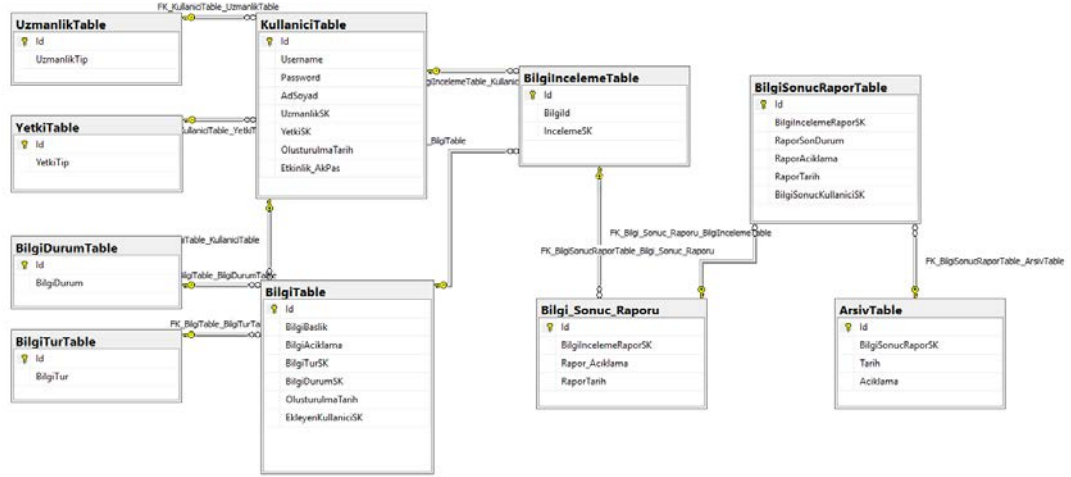 FK_KullaniciTable_UzmanlikTable
UzmanlikTable
Id
UzmanlikTip
KullaniciTable
Id
Username
Password
AdSoyad
UzmanlikSK
YetkiSK
OlusturulmaTarih
Etkinlik_AkPas
YetkiTable
Id
YetkiTip
BilgiIncelemeTable
Id
BilgiId
IncelemeSK
_BilgiTable
BilgiSonucRaporTable
Id
BilgiIncelemeRaporSK
RaporSonDurum
RaporAciklama
RaporTarih
BilgiSonucKullaniciSK
BilgiDurumTable
Id
BilgiDurum
BilgiTurTable
Id
BilgiTur
FK_BilgiTable_BilgiTurTa
BilgiTable
Id
BilgiBaslik
BilgiAciklama
BilgiTurSK
BilgiDurumSK
OlusturulmaTarih
EkleyenKullaniciSK
FK_Bilgi_Sonuc_Raporu_BilgiIncelemeTable
FK_BilgiSonucRaporTable_Bilgi_Sonuc_Raporu
FK_BilgiSonucRaporTable_ArsivTable
Bilgi_Sonuc_Raporu
Id
BilgiIncelemeRaporSK
Rapor_Aciklama
RaporTarih
ArsivTable
Id
BilgiSonucRaporSK
Tarih
Aciklama